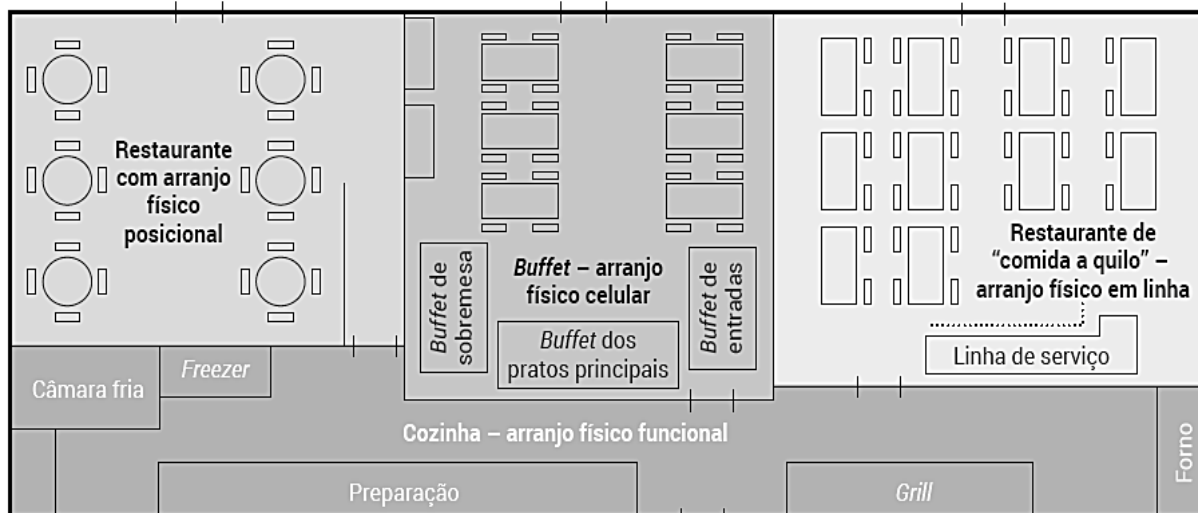 Restaurante
com arranjo
físico
posicional
Buffet de
sobremesa
Buffet – arranjo
físico celular
Buffet dos
pratos principais
Buffet de
entradas
Restaurante de
“comida a quilo” –
arranjo físico em linha
Linha de serviço
Câmara fria
Freezer
Cozinha – arranjo físico funcional
Preparação
Grill
Forno